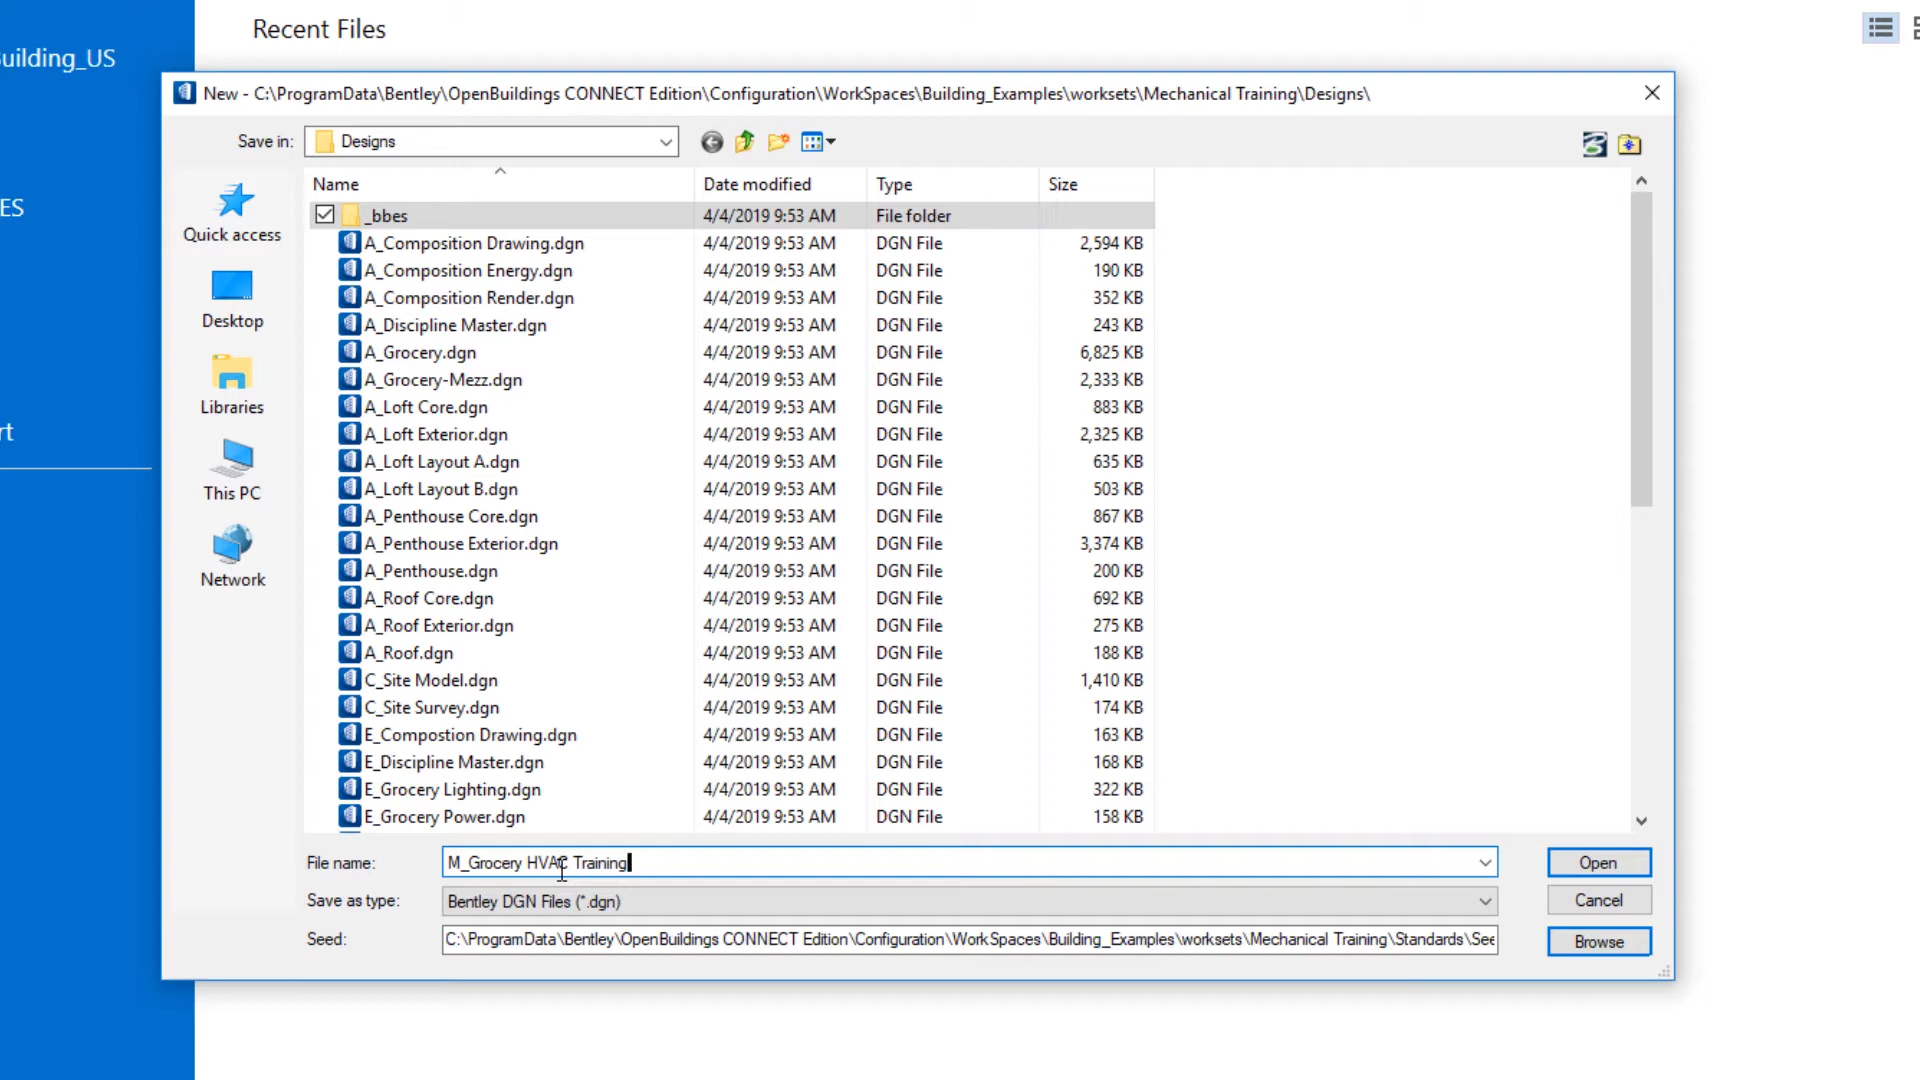 Recent Files
uilding_US
New - C:\ProgramData\Bentley\OpenBuildings CONNECT Edition\Configuration\WorkSpaces\Building_Examples\worksets\Mechanical Training\Designs\
Save in: Designs
Name Date modified Type Size
_bbes 4/4/2019 9:53 AM File folder
A_Composition Drawing.dgn 4/4/2019 9:53 AM DGN File 2,594 KB
A_Composition Energy.dgn 4/4/2019 9:53 AM DGN File 190 KB
A_Composition Render.dgn 4/4/2019 9:53 AM DGN File 352 KB
A_Discipline Master.dgn 4/4/2019 9:53 AM DGN File 243 KB
A_Grocery.dgn 4/4/2019 9:53 AM DGN File 6,825 KB
A_Grocery-Mezz.dgn 4/4/2019 9:53 AM DGN File 2,333 KB
A_Loft Core.dgn 4/4/2019 9:53 AM DGN File 883 KB
A_Loft Exterior.dgn 4/4/2019 9:53 AM DGN File 2,325 KB
A_Loft Layout A.dgn 4/4/2019 9:53 AM DGN File 635 KB
A_Loft Layout B.dgn 4/4/2019 9:53 AM DGN File 503 KB
A_Penthouse Core.dgn 4/4/2019 9:53 AM DGN File 867 KB
A_Penthouse Exterior.dgn 4/4/2019 9:53 AM DGN File 3,374 KB
A_Penthouse.dgn 4/4/2019 9:53 AM DGN File 200 KB
A_Roof Core.dgn 4/4/2019 9:53 AM DGN File 692 KB
A_Roof Exterior.dgn 4/4/2019 9:53 AM DGN File 275 KB
A_Roof.dgn 4/4/2019 9:53 AM DGN File 188 KB
C_Site Model.dgn 4/4/2019 9:53 AM DGN File 1,410 KB
C_Site Survey.dgn 4/4/2019 9:53 AM DGN File 174 KB
E_Compostion Drawing.dgn 4/4/2019 9:53 AM DGN File 163 KB
E_Discipline Master.dgn 4/4/2019 9:53 AM DGN File 168 KB
E_Grocery Lighting.dgn 4/4/2019 9:53 AM DGN File 322 KB
E_Grocery Power.dgn 4/4/2019 9:53 AM DGN File 158 KB
Quick access
Desktop
Libraries
This PC
Network
ES
rt
File name: M_Grocery HVAC Training Open
Save as type: Bentley DGN Files (*.dgn) Cancel
Seed: C:\ProgramData\Bentley\OpenBuildings CONNECT Edition\Configuration\WorkSpaces\Building_Examples\worksets\Mechanical Training\Standards\See Browse